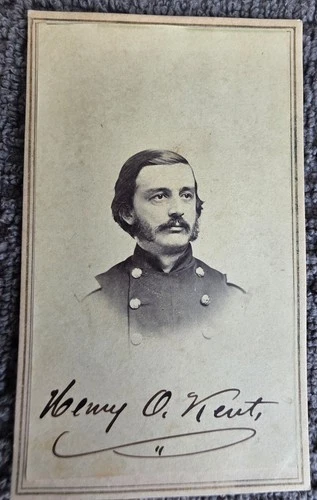 Henry O. Kent,